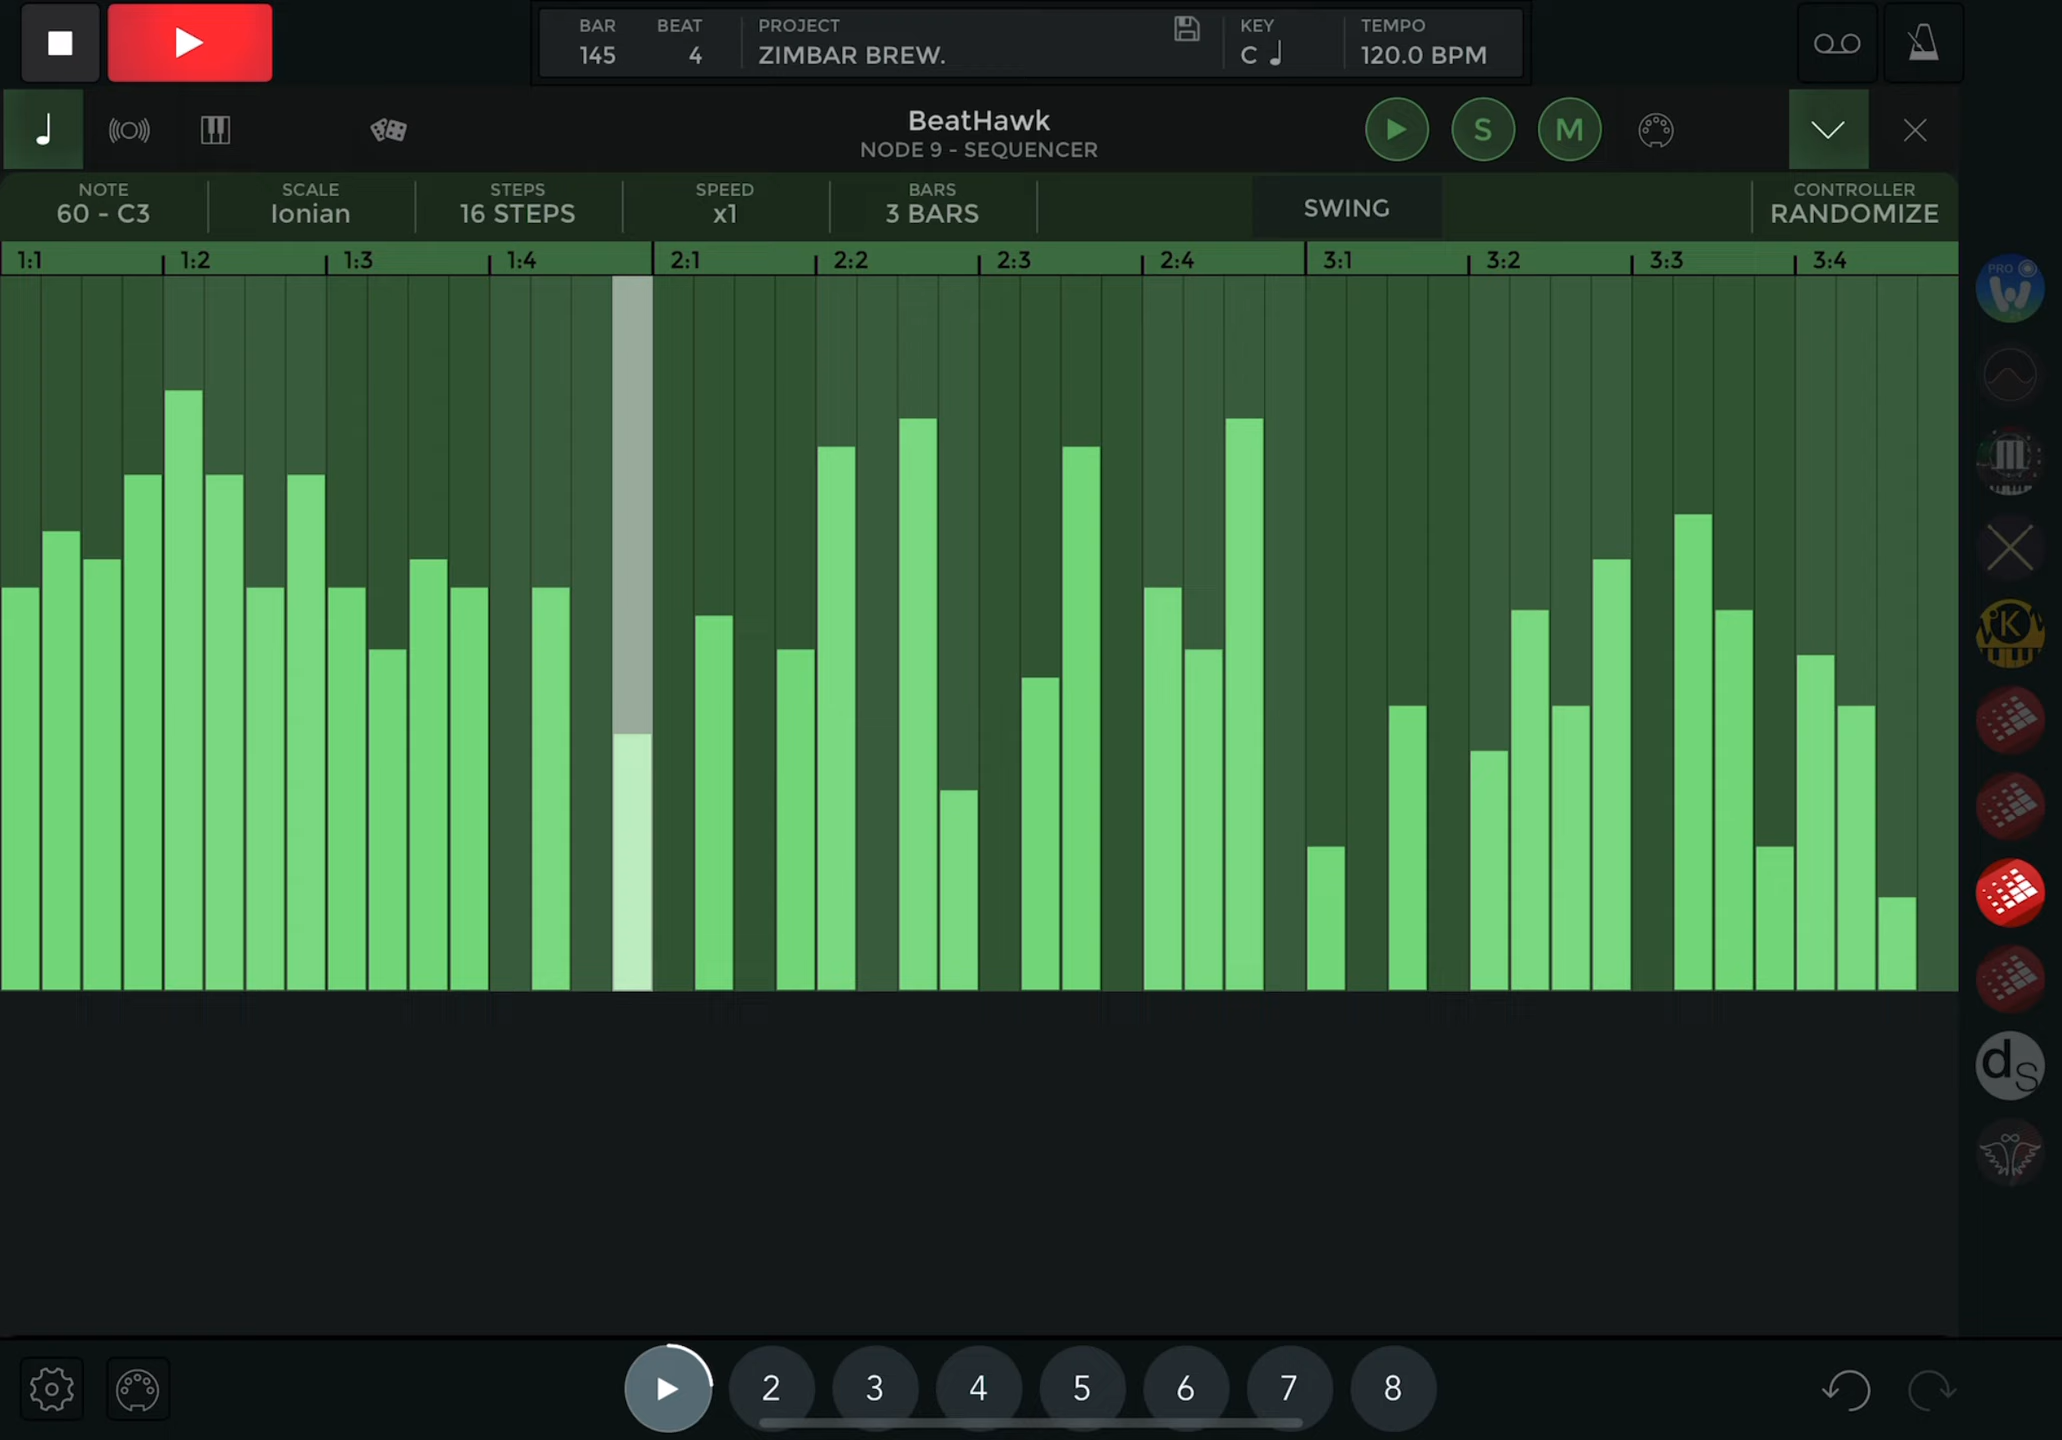 BAR BEAT PROJECT KEY TEMPO
145 4 ZIMBAR BREW. C 120.0 BPM
BeatHawk
NODE 9 - SEQUENCER
S M
NOTE SCALE STEPS SPEED BARS SWING CONTROLLER
60 - C3 Ionian 16 STEPS x1 3 BARS RANDOMIZE
1:1 1:2 1:3 1:4 2:1 2:2 2:3 2:4 3:1 3:2 3:3 3:4
PRO
K
ds
2 3 4 5 6 7 8